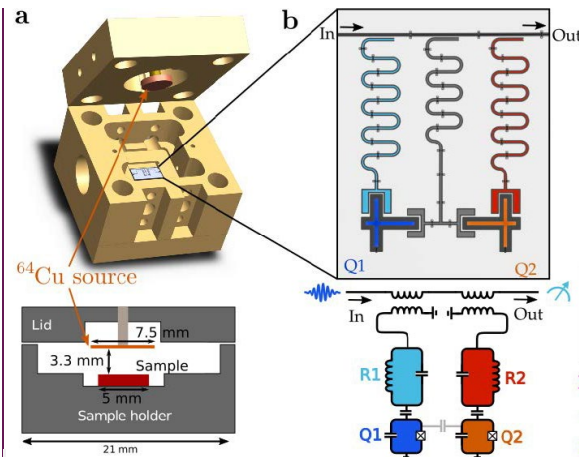 a
b
In
Out
Q1
Q2
⁶⁴Cu source
In
Out
Lid
7.5 mm
3.3 mm
Sample
5 mm
Sample holder
21 mm
R1
R2
Q1
Q2